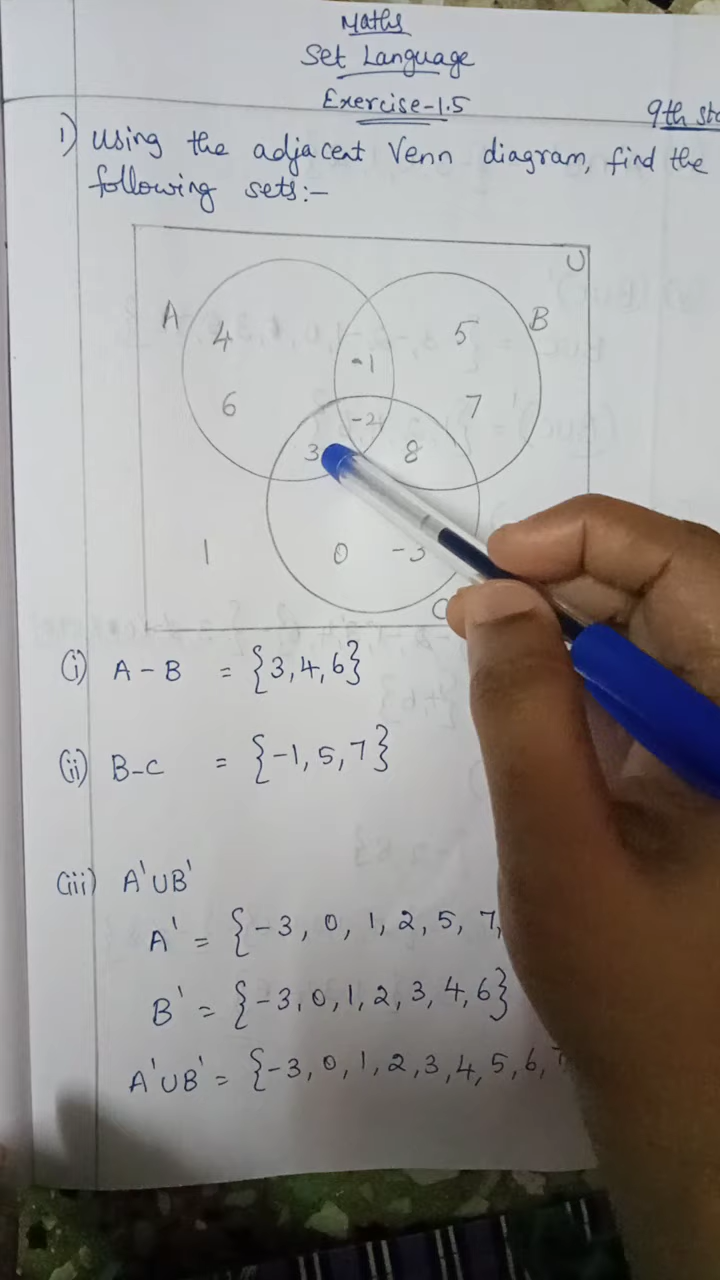 Maths
Set Language
Exercise-1.5
9th
1) Using the adjacent Venn diagram, find the
following sets:-
U
A
B
4
5
-1
6
7
-2
3
8
1
0
-3
C
(i) A-B = {3,4,6}
(ii) B-C = {-1,5,7}
(iii) A'UB'
A' = {-3, 0, 1, 2, 5, 7,
B' = {-3,0,1,2,3,4,6}
A'UB' = {-3, 0, 1, 2, 3, 4, 5, 6,